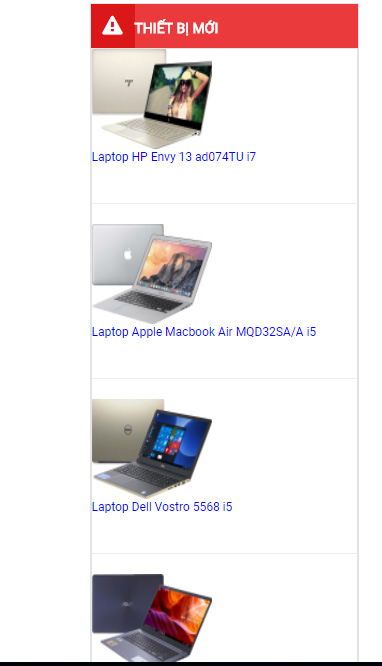 THIẾT BỊ MỚI
Laptop HP Envy 13 ad074TU i7
Laptop Apple Macbook Air MQD32SA/A i5
Laptop Dell Vostro 5568 i5